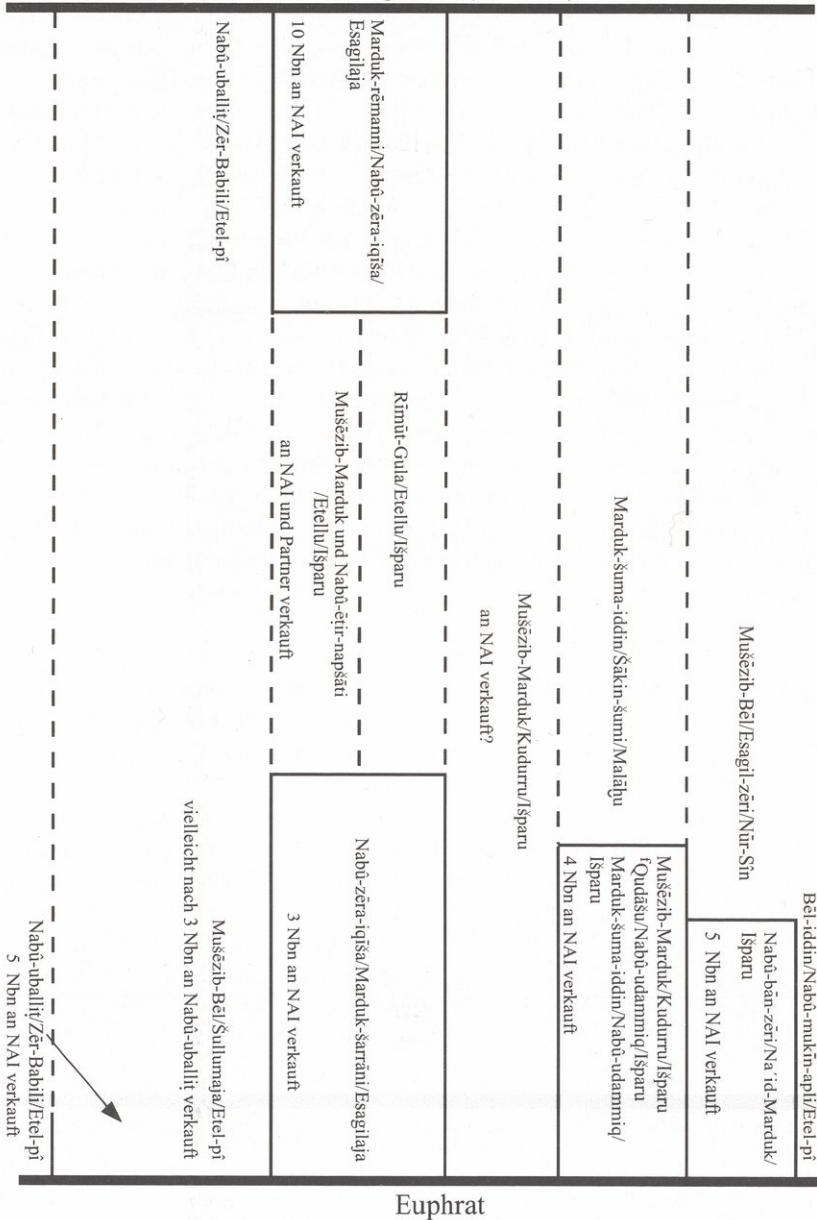 Bēl-iddin/Nabû-mukīn-apli/Etel-pî
Mušēzib-Bēl/Esagil-zēri/Nūr-Sîn
Nabû-bān-zēri/Na´id-Marduk/
Išparu
5 Nbn an NAI verkauft
Marduk-šuma-iddin/Šākin-šumi/Malāḫu
Mušēzib-Marduk/Kudurru/Išparu
ᶠQudāšu/Nabû-udammiq/Išparu
Marduk-šuma-iddin/Nabû-udammiq/
Išparu
4 Nbn an NAI verkauft
Mušēzib-Marduk/Kudurru/Išparu
an NAI verkauft?
Marduk-rēmanni/Nabû-zēra-iqīša/
Esagilaja
10 Nbn an NAI verkauft
Rīmūt-Gula/Etellu/Išparu
Mušēzib-Marduk und Nabû-ēṭir-napšāti
/Etellu/Išparu
an NAI und Partner verkauft
Nabû-zēra-iqīša/Marduk-šarrāni/Esagilaja
3 Nbn an NAI verkauft
Nabû-uballiṭ/Zēr-Babili/Etel-pî
Mušēzib-Bēl/Šullumaja/Etel-pî
vielleicht nach 3 Nbn an Nabû-uballiṭ verkauft
Nabû-uballiṭ/Zēr-Babili/Etel-pî
5 Nbn an NAI verkauft
Euphrat